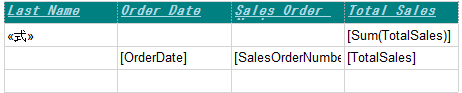 Last Name Order Date Sales Order Total Sales
«式» [Sum(TotalSales)]
[OrderDate] [SalesOrderNumbe [TotalSales]